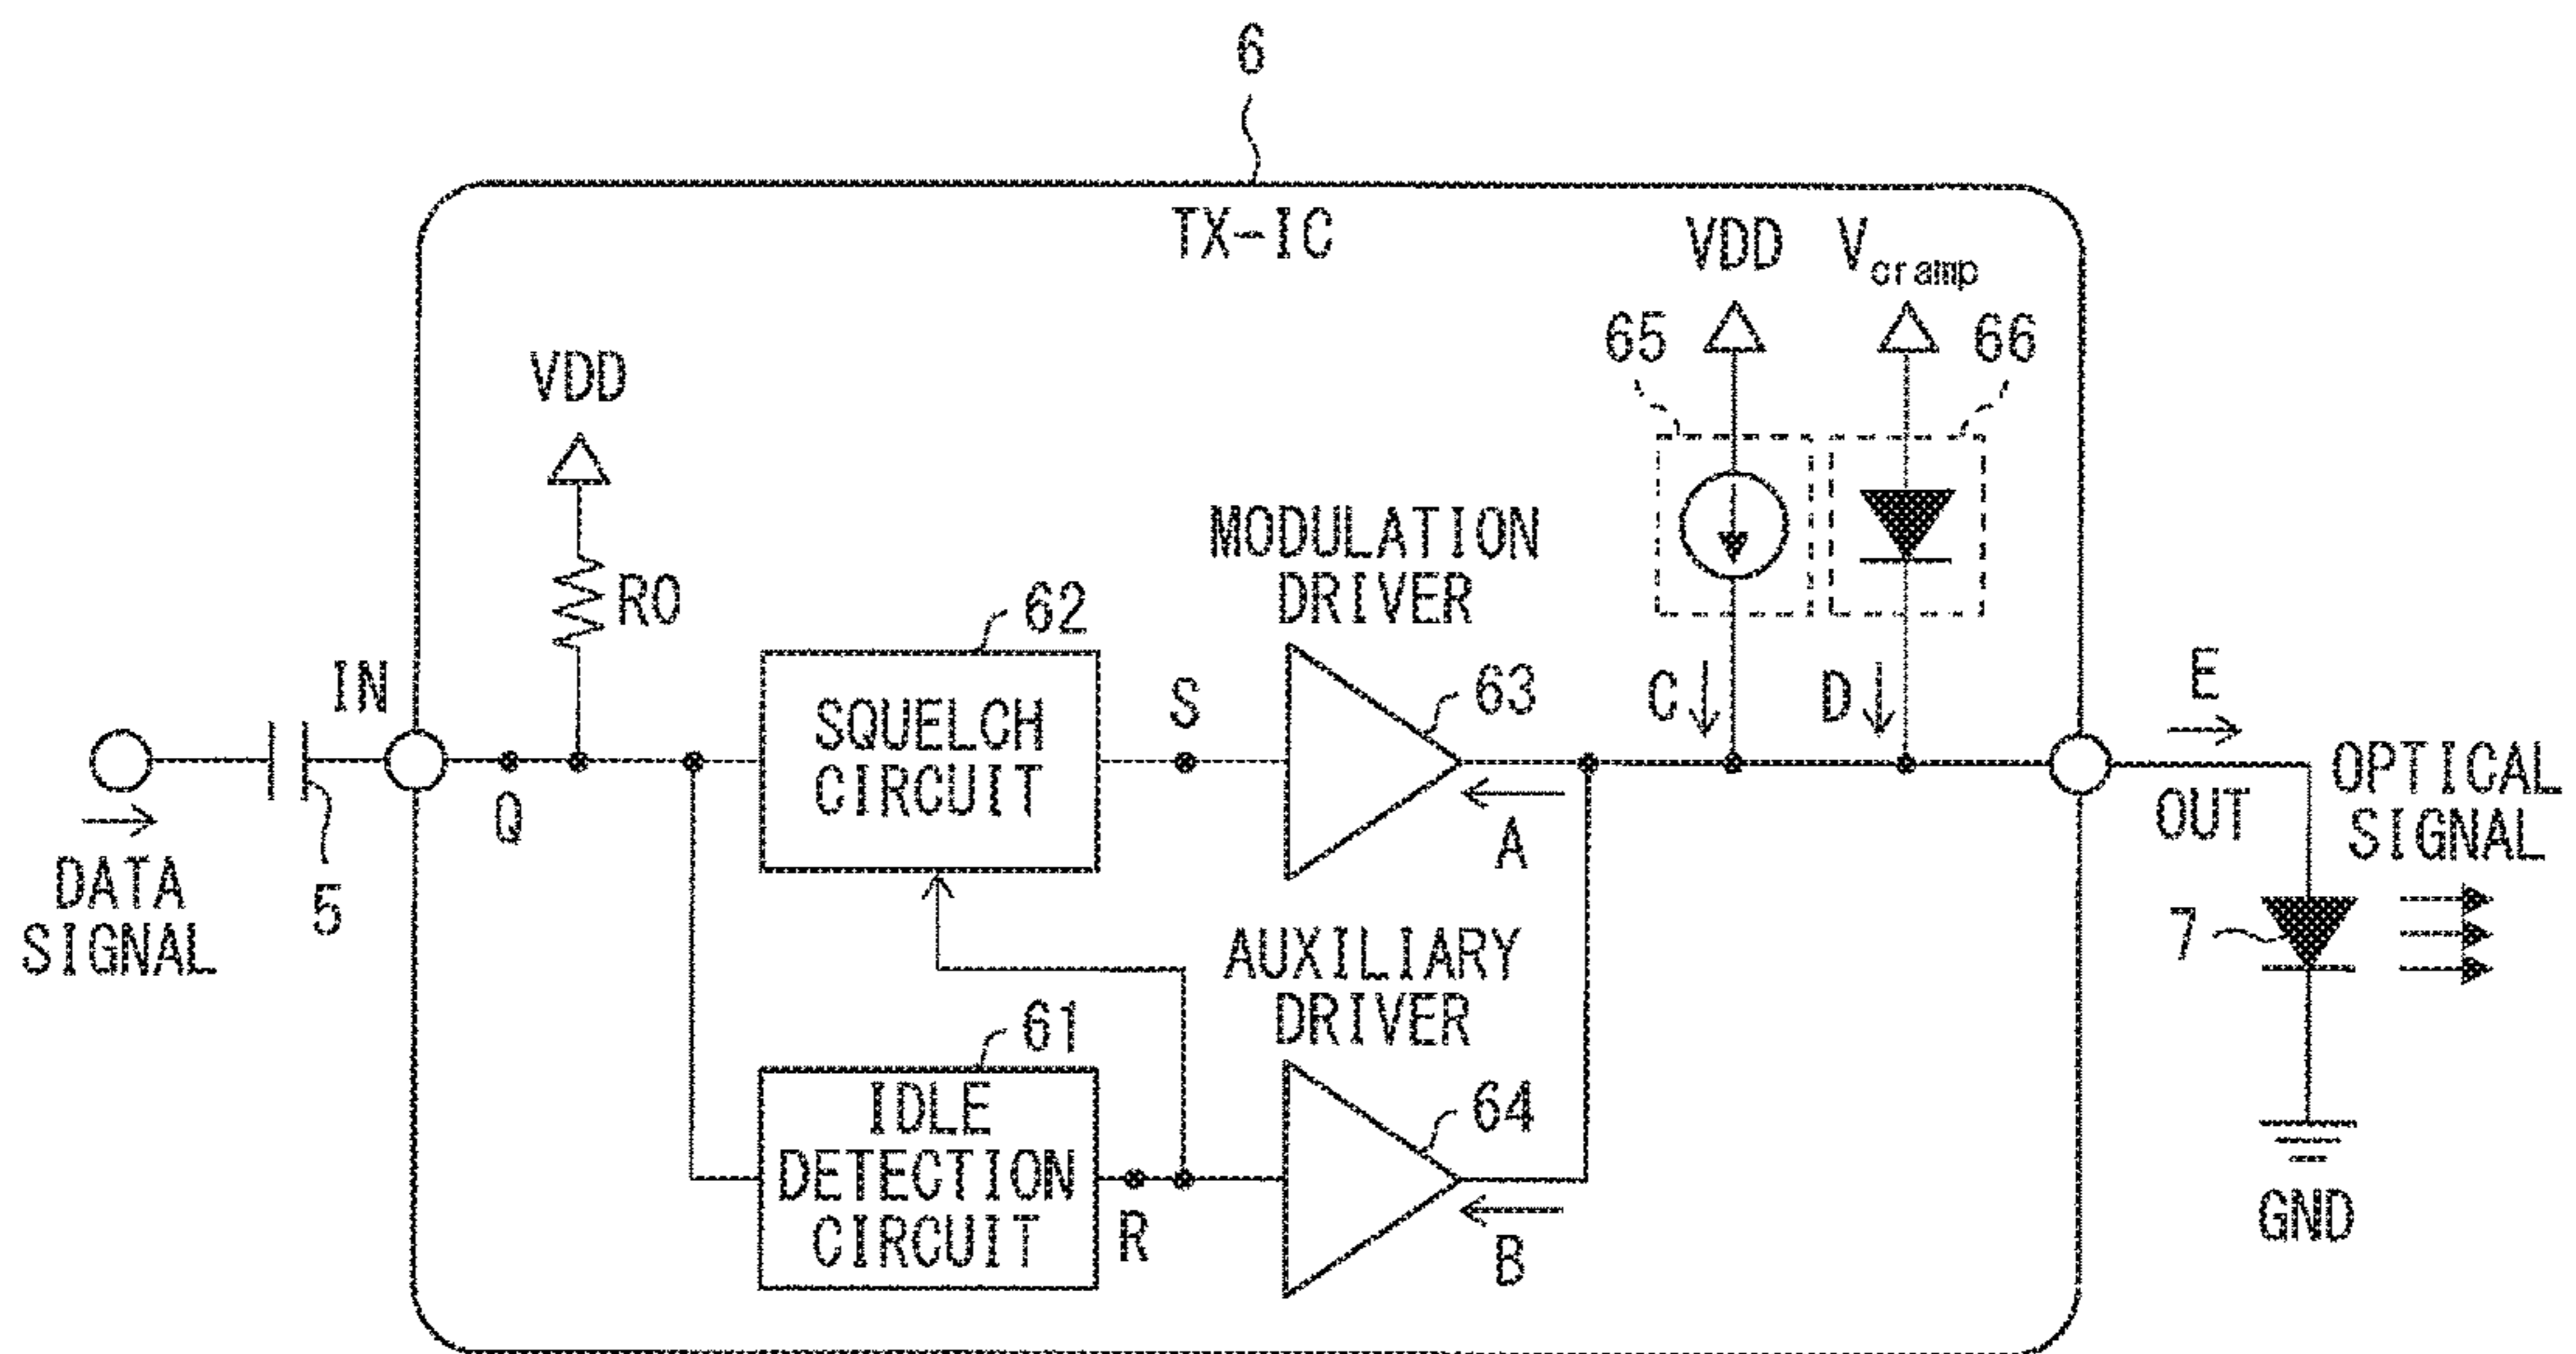 6
TX-IC
VDD
Vcramp
65
66
VDD
R0
MODULATION
DRIVER
62
63
IN
SQUELCH
CIRCUIT
S
C
D
E
Q
A
OUT
OPTICAL
SIGNAL
DATA
SIGNAL
5
7
AUXILIARY
DRIVER
61
64
IDLE
DETECTION
CIRCUIT
R
B
GND